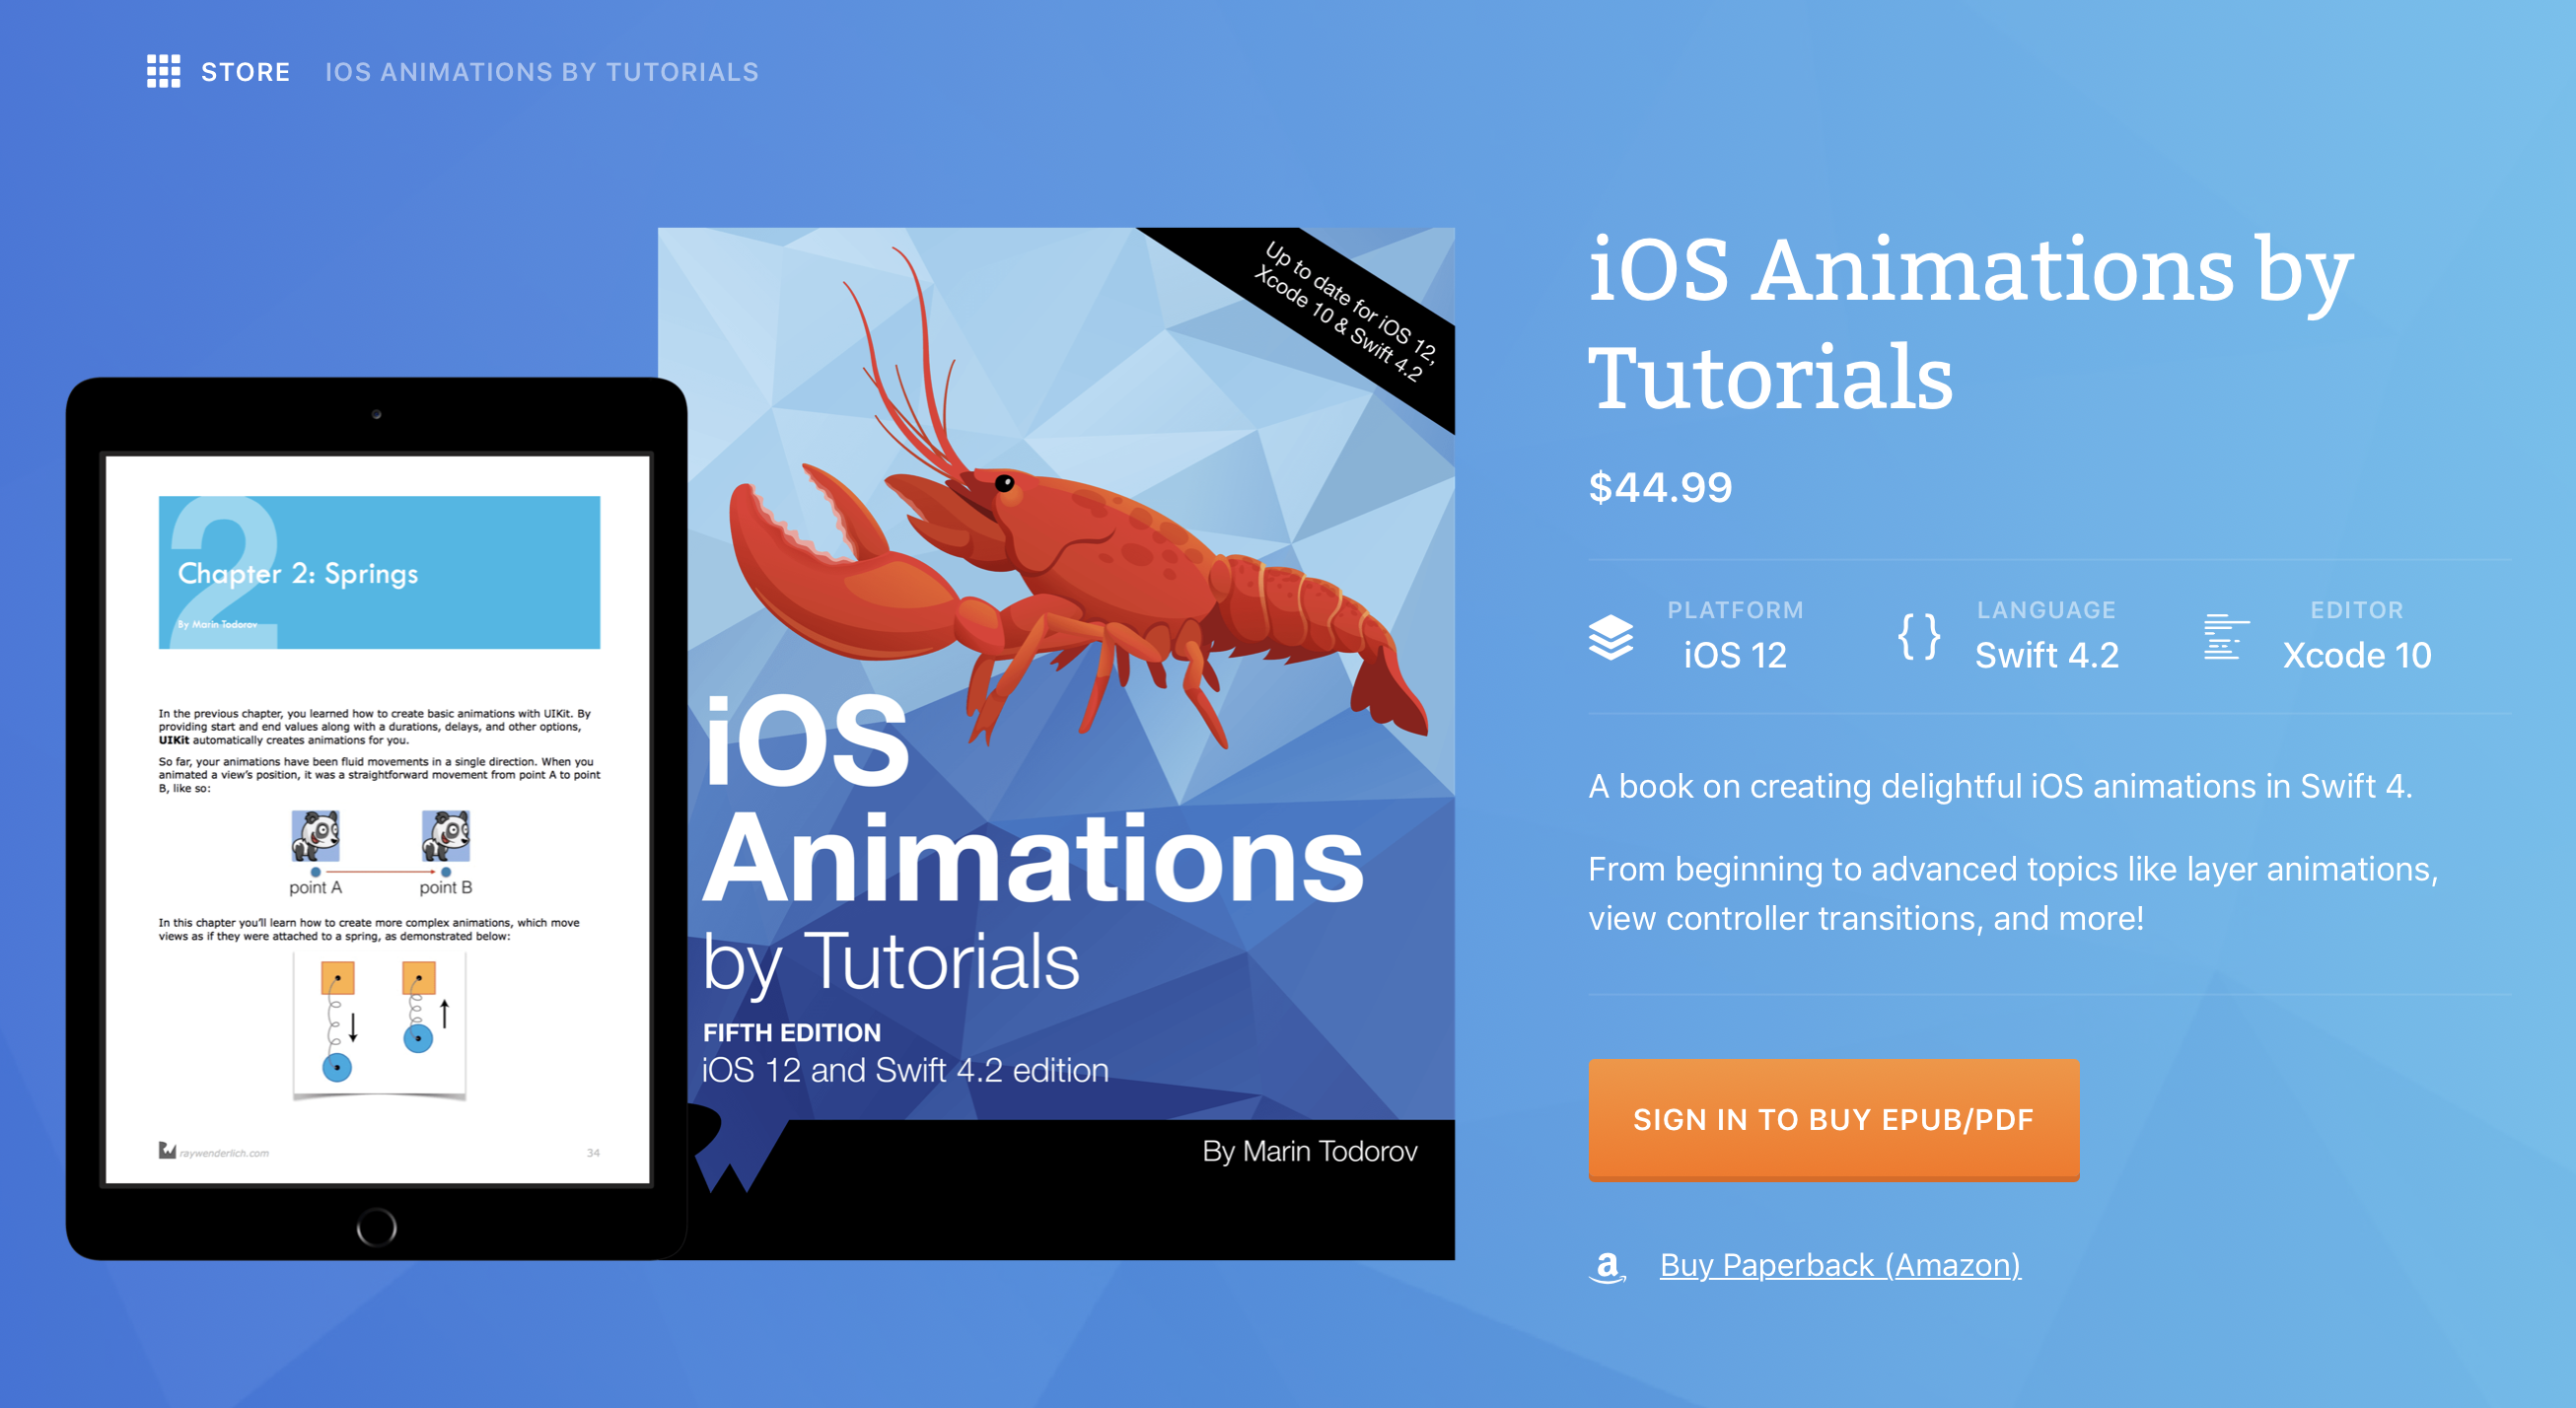 STORE IOS ANIMATIONS BY TUTORIALS
2
Chapter 2: Springs
By Marin Todorov
In the previous chapter, you learned how to create basic animations with UIKit. By
providing start and end values along with a durations, delays, and other options,
UIKit automatically creates animations for you.
So far, your animations have been fluid movements in a single direction. When you
animated a view's position, it was a straightforward movement from point A to point
B, like so:
point A point B
In this chapter you'll learn how to create more complex animations, which move
views as if they were attached to a spring, as demonstrated below:
raywenderlich.com 34
Up to date for iOS 12,
Xcode 10 & Swift 4.2
iOS
Animations
by Tutorials
FIFTH EDITION
iOS 12 and Swift 4.2 edition
By Marin Todorov
iOS Animations by
Tutorials
$44.99
PLATFORM LANGUAGE EDITOR
iOS 12 Swift 4.2 Xcode 10
A book on creating delightful iOS animations in Swift 4.
From beginning to advanced topics like layer animations,
view controller transitions, and more!
SIGN IN TO BUY EPUB/PDF
a Buy Paperback (Amazon)